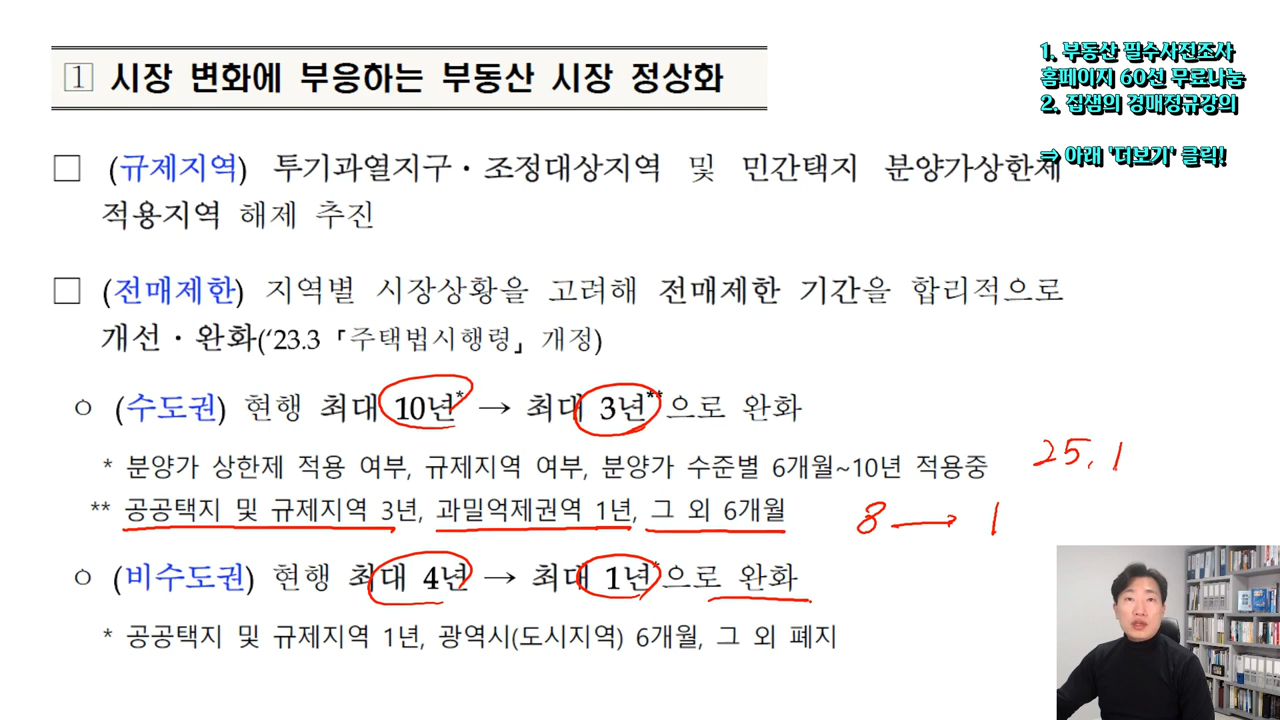 1 시장 변화에 부응하는 부동산 시장 정상화
1. 부동산 필수사전조사
홈페이지 60선 무료나눔
2. 집샘의 경매정규강의
⇒ 아래 '더보기' 클릭!
□ (규제지역) 투기과열지구·조정대상지역 및 민간택지 분양가상한제
적용지역 해제 추진
□ (전매제한) 지역별 시장상황을 고려해 전매제한 기간을 합리적으로
개선·완화('23.3 「주택법시행령」 개정)
○ (수도권) 현행 최대 10년* → 최대 3년**으로 완화
* 분양가 상한제 적용 여부, 규제지역 여부, 분양가 수준별 6개월~10년 적용중
25. 1
** 공공택지 및 규제지역 3년, 과밀억제권역 1년, 그 외 6개월
8 → 1
○ (비수도권) 현행 최대 4년 → 최대 1년*으로 완화
* 공공택지 및 규제지역 1년, 광역시(도시지역) 6개월, 그 외 폐지